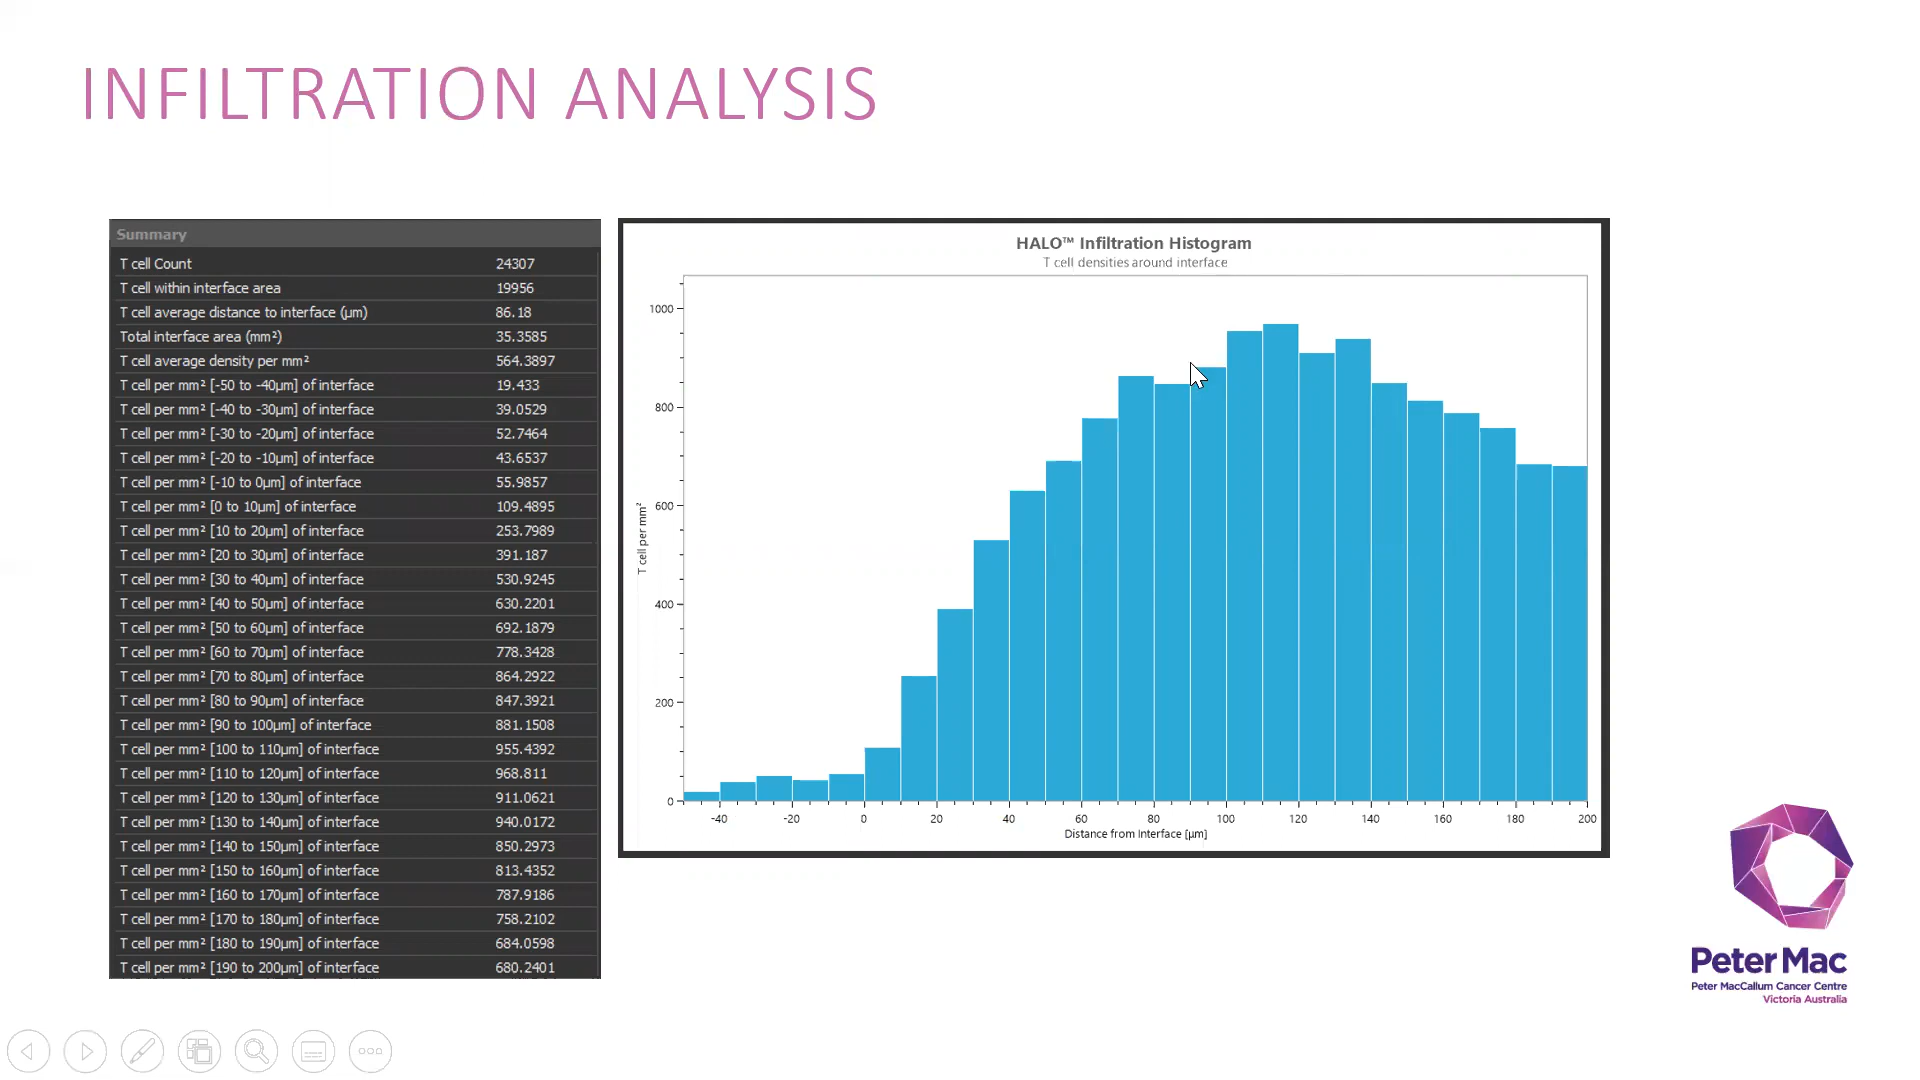 INFILTRATION ANALYSIS
Summary
T cell Count 24307
T cell within interface area 19956
T cell average distance to interface (µm) 86.18
Total interface area (mm²) 35.3585
T cell average density per mm² 564.3897
T cell per mm² [-50 to -40µm] of interface 19.433
T cell per mm² [-40 to -30µm] of interface 39.0529
T cell per mm² [-30 to -20µm] of interface 52.7464
T cell per mm² [-20 to -10µm] of interface 43.6537
T cell per mm² [-10 to 0µm] of interface 55.9857
T cell per mm² [0 to 10µm] of interface 109.4895
T cell per mm² [10 to 20µm] of interface 253.7989
T cell per mm² [20 to 30µm] of interface 391.187
T cell per mm² [30 to 40µm] of interface 530.9245
T cell per mm² [40 to 50µm] of interface 630.2201
T cell per mm² [50 to 60µm] of interface 692.1879
T cell per mm² [60 to 70µm] of interface 778.3428
T cell per mm² [70 to 80µm] of interface 864.2922
T cell per mm² [80 to 90µm] of interface 847.3921
T cell per mm² [90 to 100µm] of interface 881.1508
T cell per mm² [100 to 110µm] of interface 955.4392
T cell per mm² [110 to 120µm] of interface 968.811
T cell per mm² [120 to 130µm] of interface 911.0621
T cell per mm² [130 to 140µm] of interface 940.0172
T cell per mm² [140 to 150µm] of interface 850.2973
T cell per mm² [150 to 160µm] of interface 813.4352
T cell per mm² [160 to 170µm] of interface 787.9186
T cell per mm² [170 to 180µm] of interface 758.2102
T cell per mm² [180 to 190µm] of interface 684.0598
T cell per mm² [190 to 200µm] of interface 680.2401
HALO™ Infiltration Histogram
T cell densities around interface
T cell per mm²
1000
800
600
400
200
0
-40 -20 0 20 40 60 80 100 120 140 160 180 200
Distance from Interface [µm]
Peter Mac
Peter MacCallum Cancer Centre
Victoria Australia